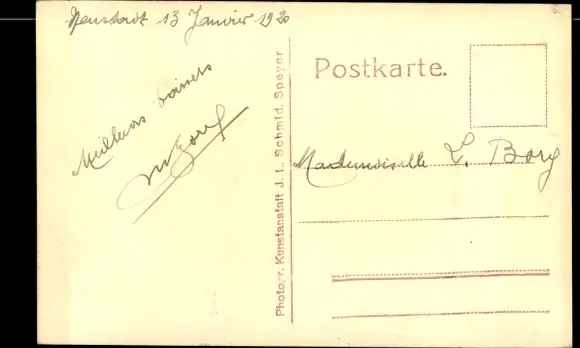 Neustadt 13 Janvier 1920
Postkarte.
Meilleurs baisers
Mademoiselle L. Borg
Photogr. Kunstanstalt J. L. Schmid, Speyer